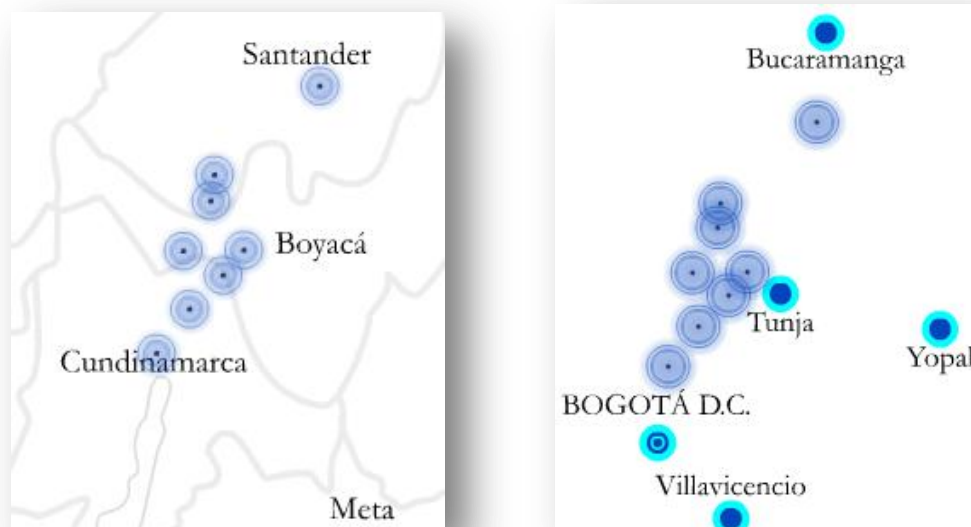 Santander
Boyacá
Cundinamarca
Meta
Bucaramanga
Tunja
Yopal
BOGOTÁ D.C.
Villavicencio